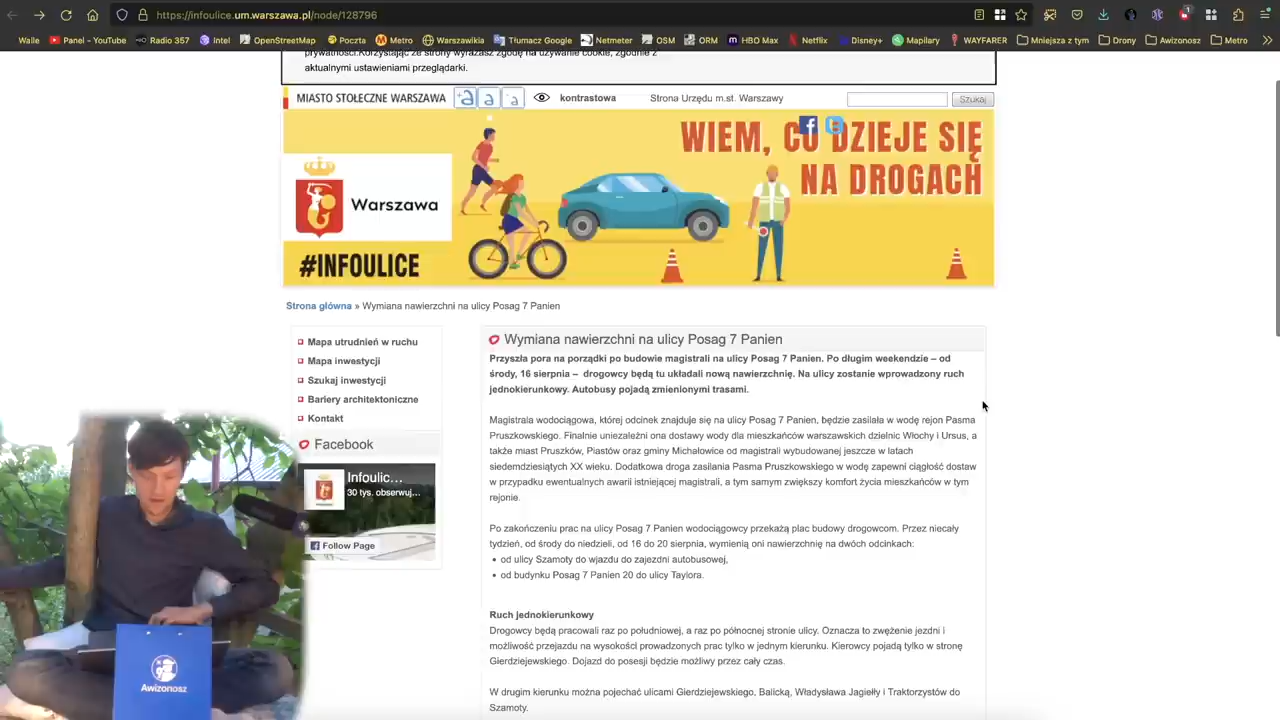 https://infoulice.um.warszawa.pl/node/128796
Walle Panel - YouTube Radio 357 Intel OpenStreetMap Poczta Metro Warszawikia Tłumacz Google Netmeter OSM ORM HBO Max Netflix Disney+ Mapilary WAYFARER Mniejsza z tym Drony Awizonosz Metro
prywatności.Korzystając ze strony wyrażasz zgodę na używanie cookie, zgodnie z
aktualnymi ustawieniami przeglądarki.
MIASTO STOŁECZNE WARSZAWA +a a -a kontrastowa Strona Urzędu m.st. Warszawy Szukaj
WIEM, CO DZIEJE SIĘ
NA DROGACH
Warszawa
#INFOULICE
Strona główna » Wymiana nawierzchni na ulicy Posag 7 Panien
Mapa utrudnień w ruchu
Mapa inwestycji
Szukaj inwestycji
Bariery architektoniczne
Kontakt
Facebook
Infoulic...
30 tys. obserwuj...
Follow Page
Wymiana nawierzchni na ulicy Posag 7 Panien
Przyszła pora na porządki po budowie magistrali na ulicy Posag 7 Panien. Po długim weekendzie – od
środy, 16 sierpnia – drogowcy będą tu układali nową nawierzchnię. Na ulicy zostanie wprowadzony ruch
jednokierunkowy. Autobusy pojadą zmienionymi trasami.
Magistrala wodociągowa, której odcinek znajduje się na ulicy Posag 7 Panien, będzie zasilała w wodę rejon Pasma
Pruszkowskiego. Finalnie uniezależni ona dostawy wody dla mieszkańców warszawskich dzielnic Włochy i Ursus, a
także miast Pruszków, Piastów oraz gminy Michałowice od magistrali wybudowanej jeszcze w latach
siedemdziesiątych XX wieku. Dodatkowa droga zasilania Pasma Pruszkowskiego w wodę zapewni ciągłość dostaw
w przypadku ewentualnych awarii istniejącej magistrali, a tym samym zwiększy komfort życia mieszkańców w tym
rejonie.
Po zakończeniu prac na ulicy Posag 7 Panien wodociągowcy przekażą plac budowy drogowcom. Przez niecały
tydzień, od środy do niedzieli, od 16 do 20 sierpnia, wymienią oni nawierzchnię na dwóch odcinkach:
• od ulicy Szamoty do wjazdu do zajezdni autobusowej,
• od budynku Posag 7 Panien 20 do ulicy Taylora.
Ruch jednokierunkowy
Drogowcy będą pracowali raz po południowej, a raz po północnej stronie ulicy. Oznacza to zwężenie jezdni i
możliwość przejazdu na wysokości prowadzonych prac tylko w jednym kierunku. Kierowcy pojadą tylko w stronę
Gierdziejewskiego. Dojazd do posesji będzie możliwy przez cały czas.
W drugim kierunku można pojechać ulicami Gierdziejewskiego, Balicką, Władysława Jagiełły i Traktorzystów do
Szamoty.
Awizonosz